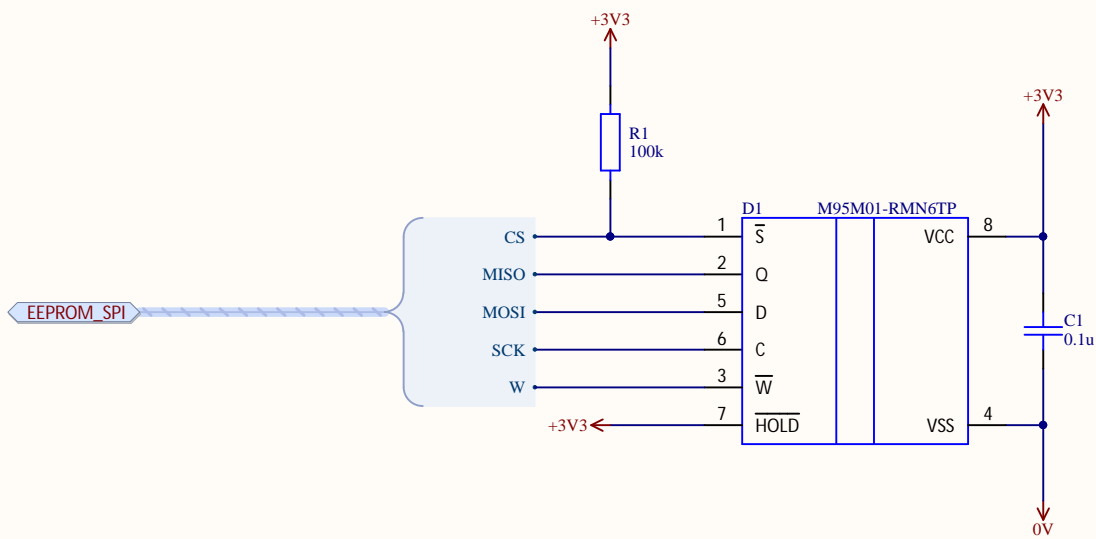 +3V3
R1
100k
+3V3
D1 M95M01-RMN6TP
CS 1 S VCC 8
MISO 2 Q
EEPROM_SPI MOSI 5 D
C1
0.1u
SCK 6 C
W 3 W
+3V3 7 HOLD VSS 4
0V